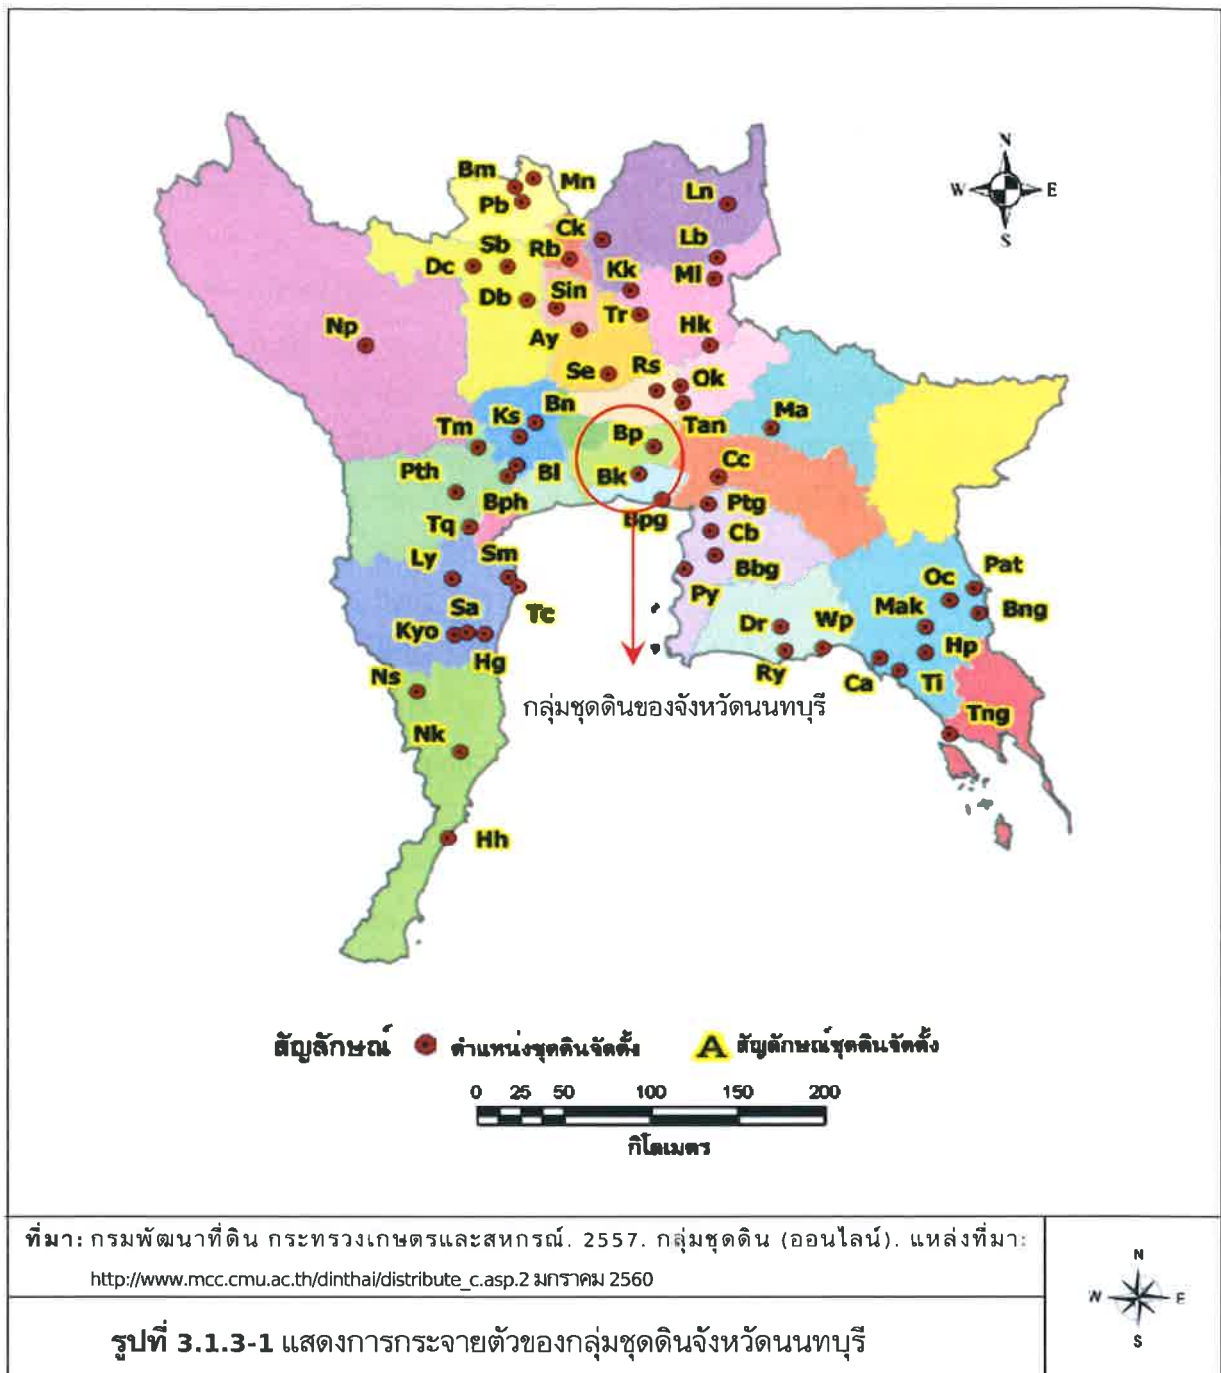 N
W E
S
Bm Mn
Pb
Ln
Ck
Sb Rb Lb
Dc Kk Ml
Db Sin
Tr
Np Ay Hk
Se Rs Ok
Bn
Ks Tan Ma
Tm Bp
Pth Bl Bk Cc
Bph Ptg
Tq Bpg
Cb
Ly Sm Bbg
Oc Pat
Sa Tc Py
Mak Bng
Kyo Dr Wp
Hg Hp
Ns Ry Ca Ti
กลุ่มชุดดินของจังหวัดนนทบุรี
Tng
Nk
Hh
สัญลักษณ์ ตำแหน่งชุดดินจัดตั้ง A สัญลักษณ์ชุดดินจัดตั้ง
0 25 50 100 150 200
กิโลเมตร
ที่มา: กรมพัฒนาที่ดิน กระทรวงเกษตรและสหกรณ์. 2557. กลุ่มชุดดิน (ออนไลน์). แหล่งที่มา:
http://www.mcc.cmu.ac.th/dinthai/distribute_c.asp.2 มกราคม 2560
N
W E
S
รูปที่ 3.1.3-1 แสดงการกระจายตัวของกลุ่มชุดดินจังหวัดนนทบุรี